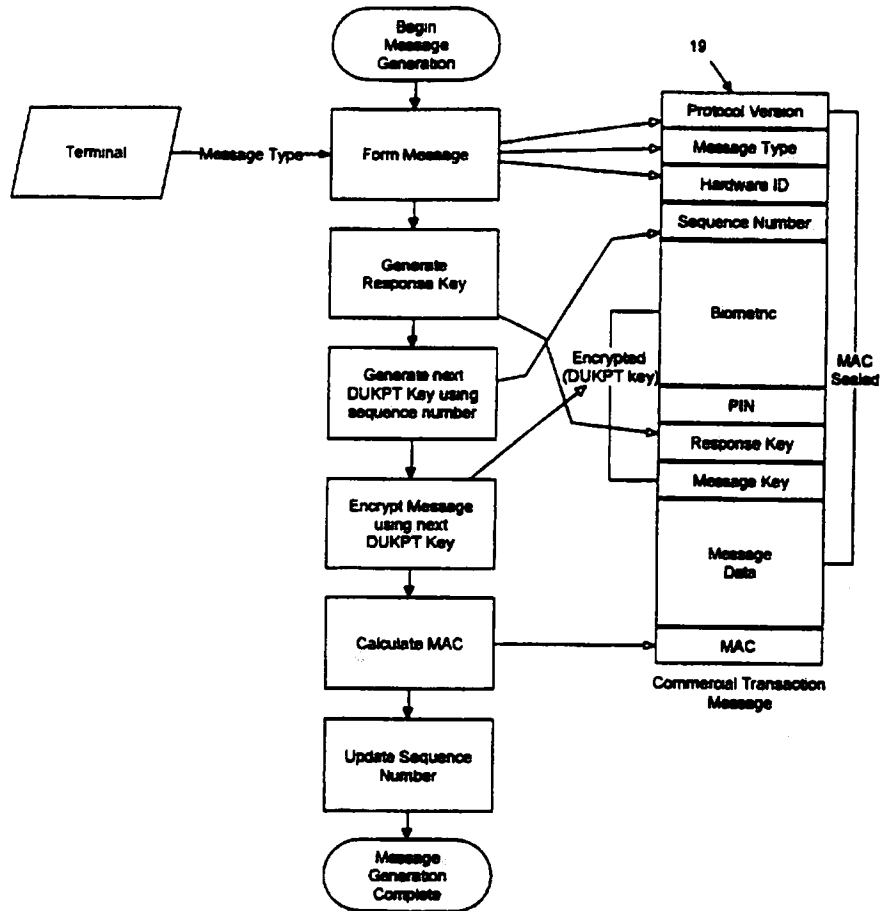 Begin
Message
Generation
19
Terminal
Message Type
Form Message
Protocol Version
Message Type
Hardware ID
Sequence Number
Generate
Response Key
Biometric
Encrypted
(DUKPT key)
MAC
Sealed
Generate next
DUKPT Key using
sequence number
PIN
Response Key
Message Key
Encrypt Message
using next
DUKPT Key
Message
Data
Calculate MAC
MAC
Commercial Transaction
Message
Update Sequence
Number
Message
Generation
Complete